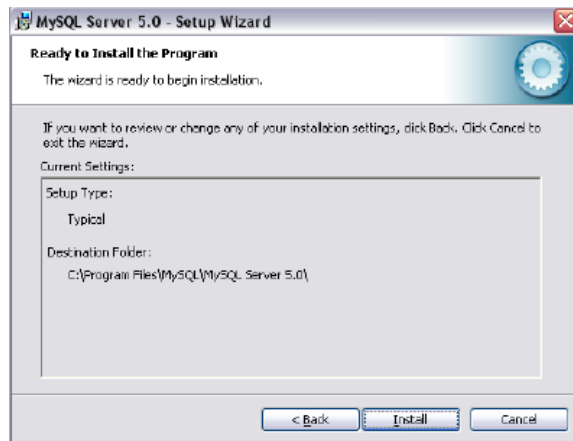 MySQL Server 5.0 - Setup Wizard
Ready to Install the Program
The wizard is ready to begin installation.
If you want to review or change any of your installation settings, click Back. Click Cancel to
exit the wizard.
Current Settings:
Setup Type:
Typical
Destination Folder:
C:\Program Files\MySQL\MySQL Server 5.0\
< Back
Install
Cancel